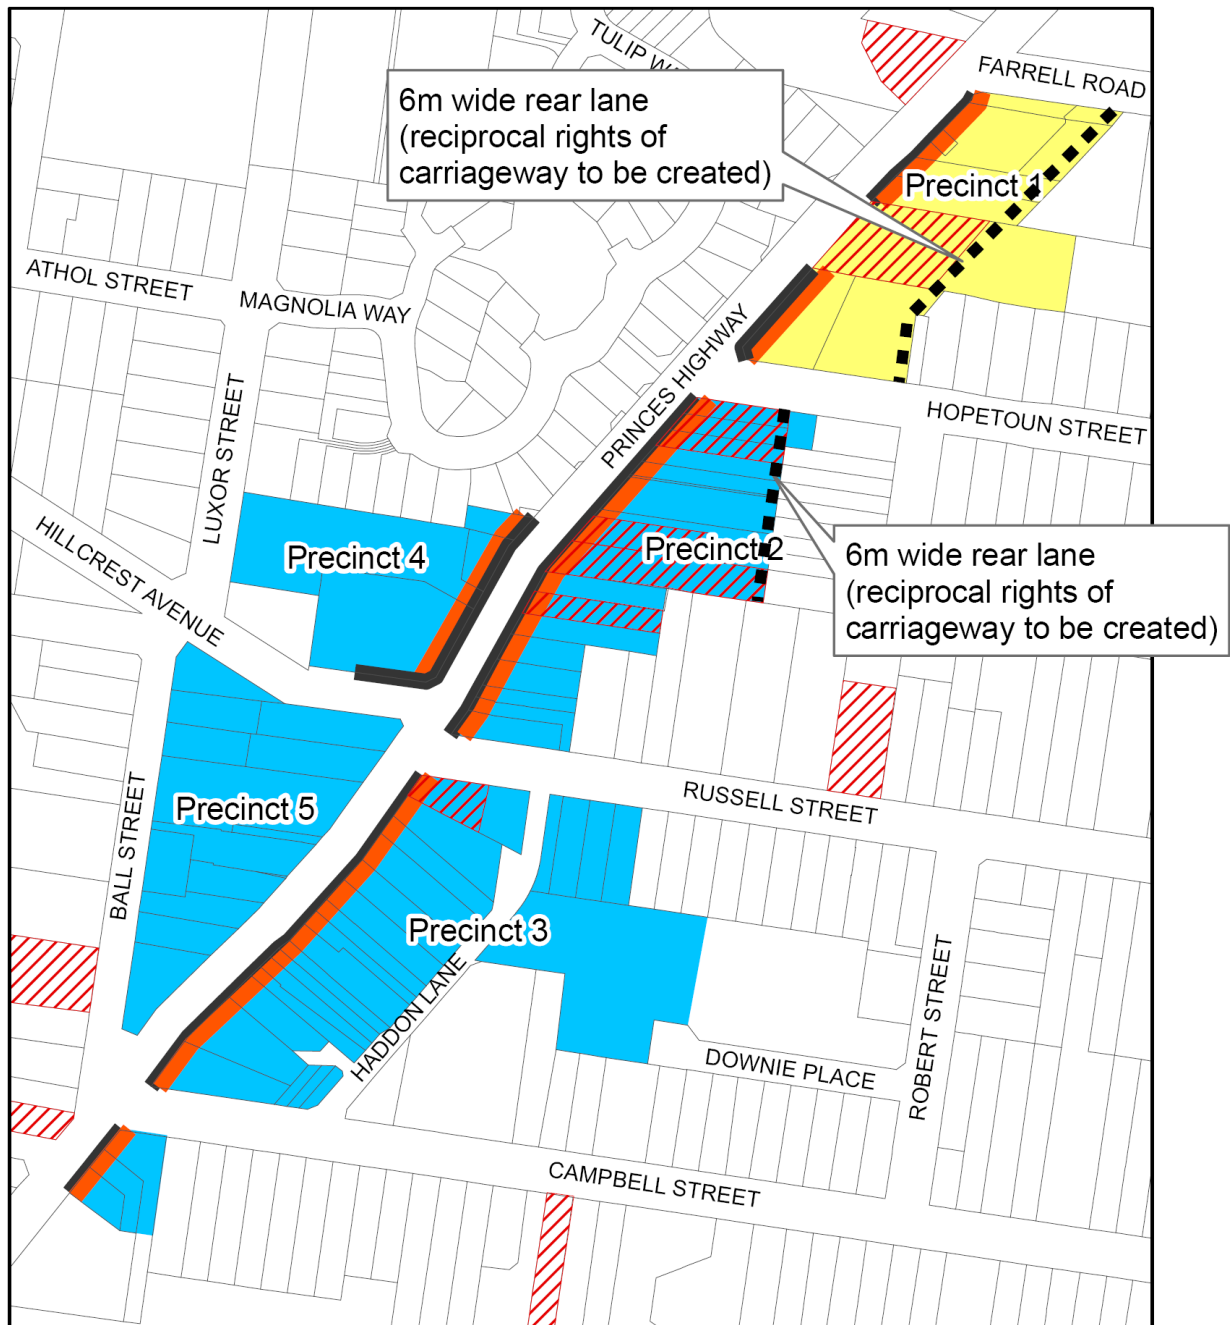 TULIP W
FARRELL ROAD
6m wide rear lane
(reciprocal rights of
carriageway to be created)
Precinct 1
ATHOL STREET
MAGNOLIA WAY
PRINCES HIGHWAY
LUXOR STREET
HOPETOUN STREET
HILLCREST AVENUE
Precinct 4
Precinct 2
6m wide rear lane
(reciprocal rights of
carriageway to be created)
Precinct 5
BALL STREET
RUSSELL STREET
Precinct 3
HADDON LANE
ROBERT STREET
DOWNIE PLACE
CAMPBELL STREET